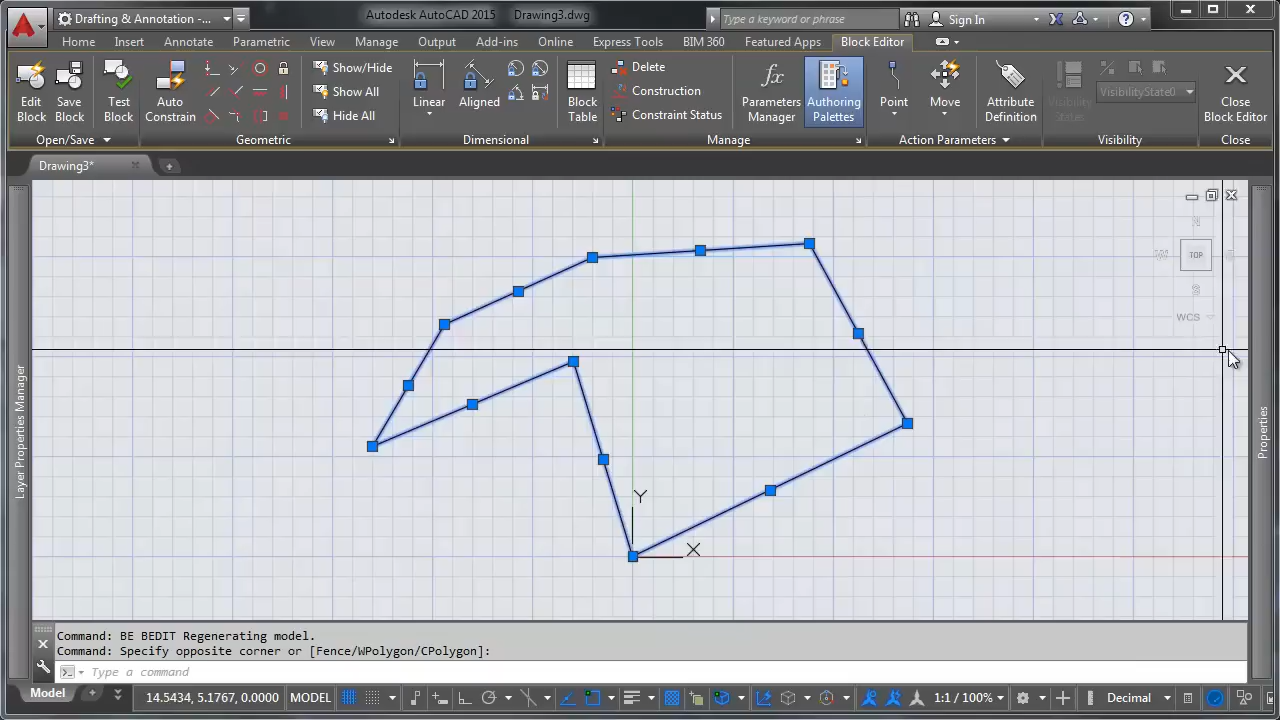 Drafting & Annotation - ...
Autodesk AutoCAD 2015 Drawing3.dwg
Type a keyword or phrase
Sign In
Home Insert Annotate Parametric View Manage Output Add-ins Online Express Tools BIM 360 Featured Apps Block Editor
Edit Block
Save Block
Test Block
Auto Constrain
Show/Hide
Show All
Hide All
Linear
Aligned
Block Table
Delete
Construction
Constraint Status
Parameters Manager
Authoring Palettes
Point
Move
Attribute Definition
Visibility States
VisibilityState0
Close Block Editor
Open/Save Geometric Dimensional Manage Action Parameters Visibility Close
Drawing3*
N
W TOP E
S
WCS
Layer Properties Manager
Properties
Y
X
Command: BE BEDIT Regenerating model.
Command: Specify opposite corner or [Fence/WPolygon/CPolygon]:
Type a command
Model
14.5434, 5.1767, 0.0000 MODEL 1:1 / 100% Decimal